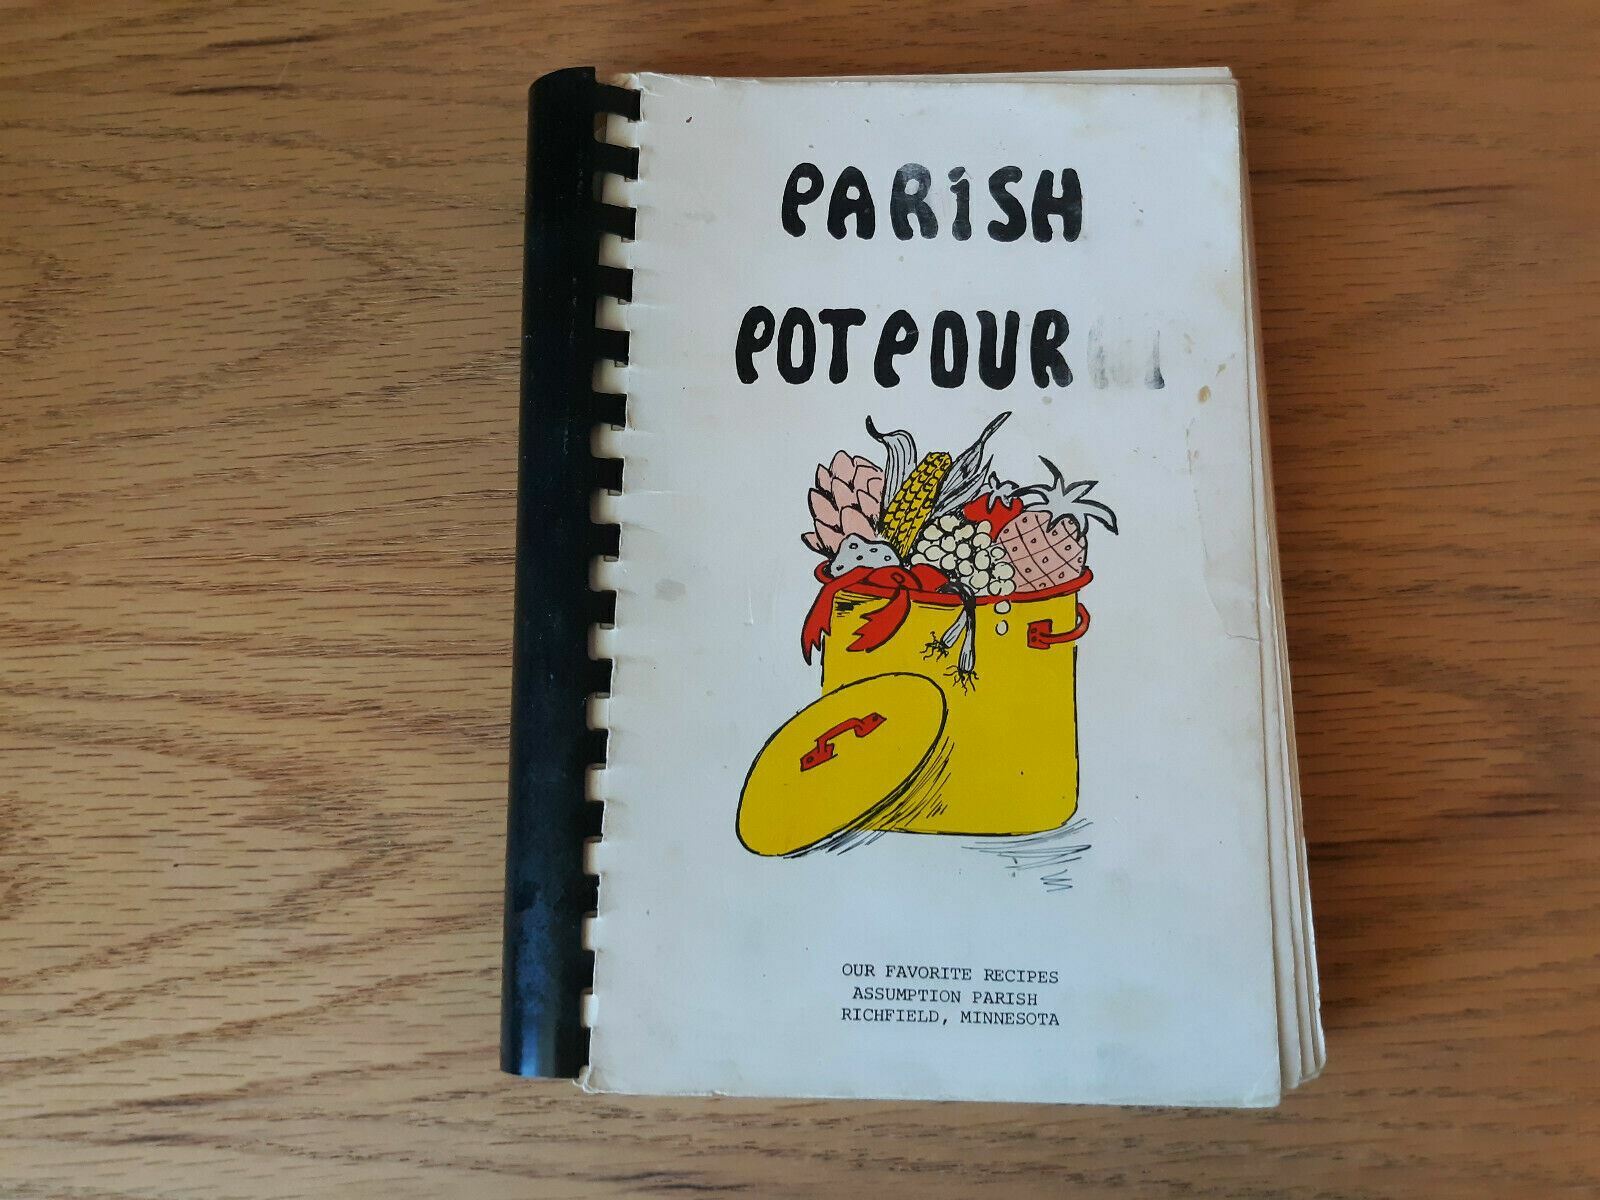 PARiSH
POTPOUR
OUR FAVORITE RECIPES
ASSUMPTION PARISH
RICHFIELD, MINNESOTA